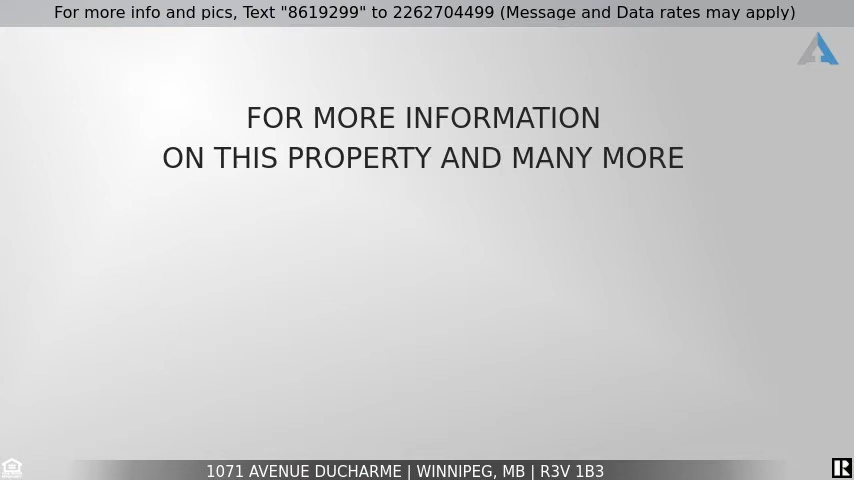 For more info and pics, Text "8619299" to 2262704499 (Message and Data rates may apply)
FOR MORE INFORMATION
ON THIS PROPERTY AND MANY MORE
1071 AVENUE DUCHARME | WINNIPEG, MB | R3V 1B3